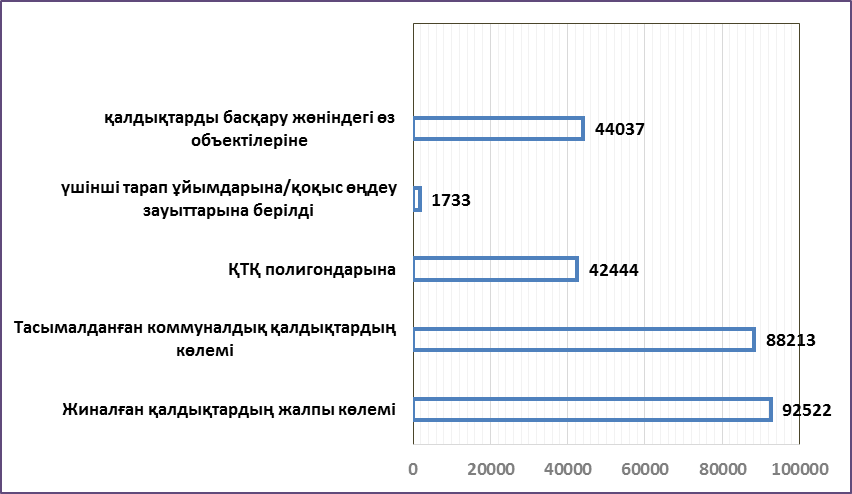 қалдықтарды басқару жөніндегі өз
объектілеріне
44037
үшінші тарап ұйымдарына/қоқыс өңдеу
зауыттарына берілді
1733
ҚТҚ полигондарына
42444
Тасымалданған коммуналдық қалдықтардың
көлемі
88213
Жиналған қалдықтардың жалпы көлемі
92522
0 20000 40000 60000 80000 100000